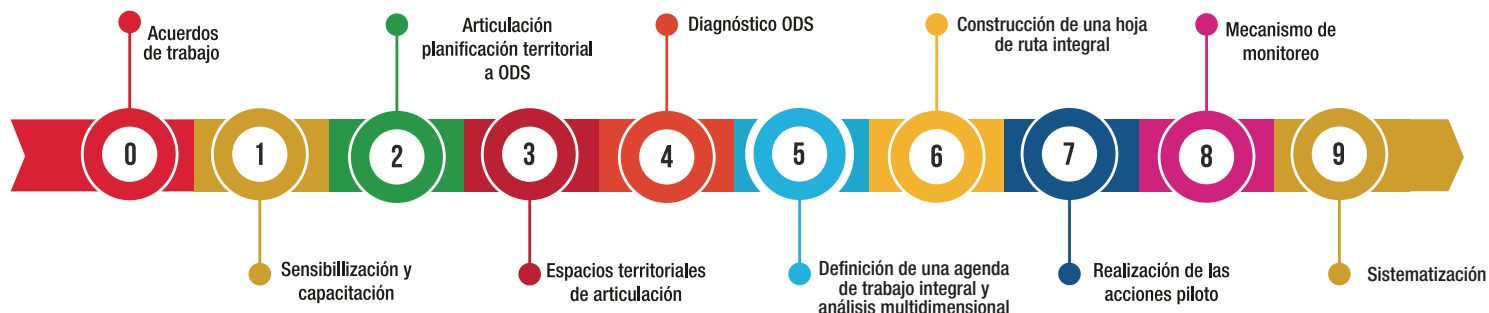 Acuerdos
de trabajo
Articulación
planificación territorial
a ODS
Diagnóstico ODS
Construcción de una hoja
de ruta integral
Mecanismo de
monitoreo
0
1
2
3
4
5
6
7
8
9
Sensibillización y
capacitación
Espacios territoriales
de articulación
Definición de una agenda
de trabajo integral y
análisis multidimensional
Realización de las
acciones piloto
Sistematización